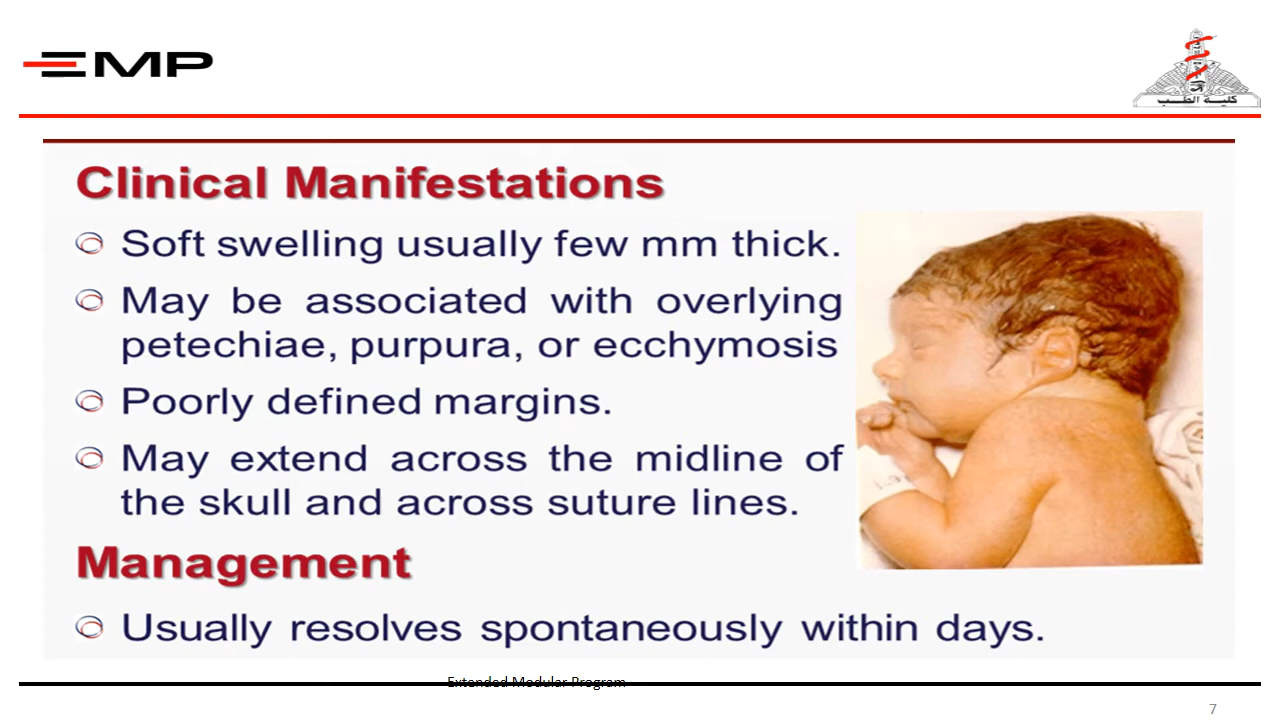 EMP
كلية الطب
Clinical Manifestations
Soft swelling usually few mm thick.
May be associated with overlying
petechiae, purpura, or ecchymosis
Poorly defined margins.
May extend across the midline of
the skull and across suture lines.
Management
Usually resolves spontaneously within days.
Extended Modular Program
7